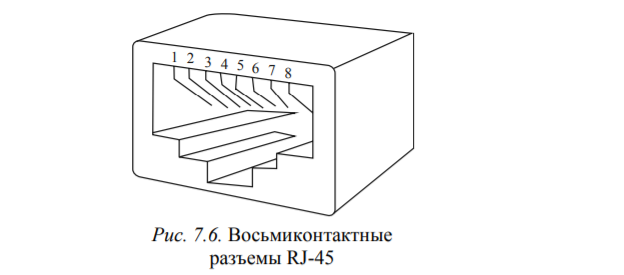 1 2 3 4 5 6 7 8
Рис. 7.6. Восьмиконтактные
разъемы RJ-45